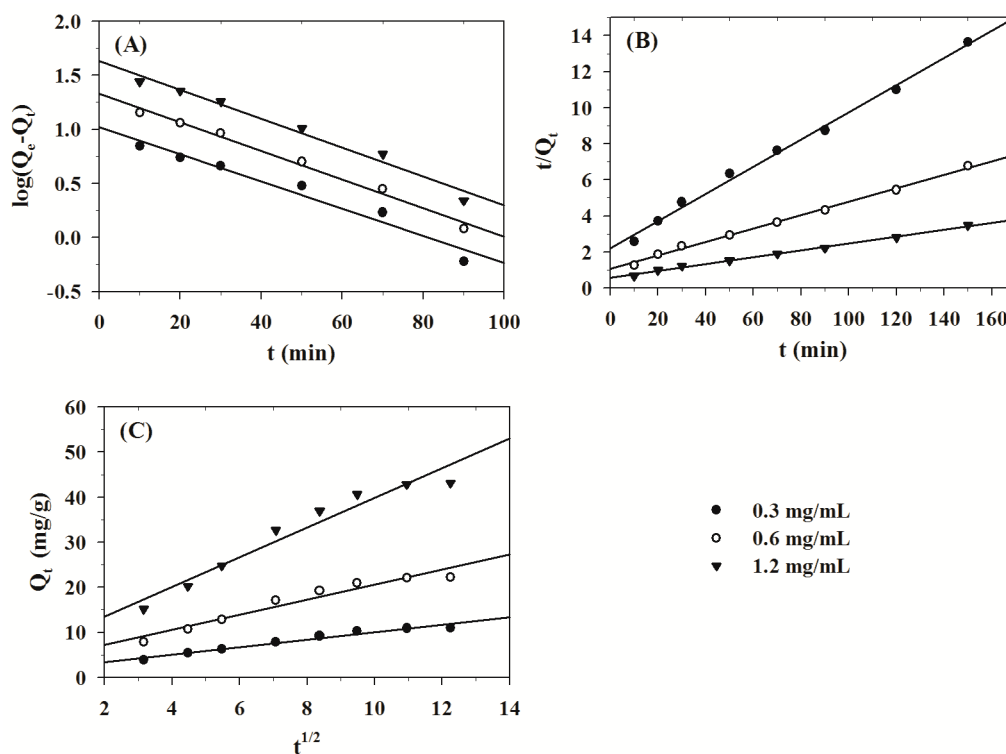 (A)
log(Qe-Qt)
2.0
1.5
1.0
0.5
0.0
-0.5
0 20 40 60 80 100
t (min)
(B)
t/Qt
14
12
10
8
6
4
2
0
0 20 40 60 80 100 120 140 160
t (min)
(C)
Qt (mg/g)
60
50
40
30
20
10
0
2 4 6 8 10 12 14
t1/2
0.3 mg/mL
0.6 mg/mL
1.2 mg/mL